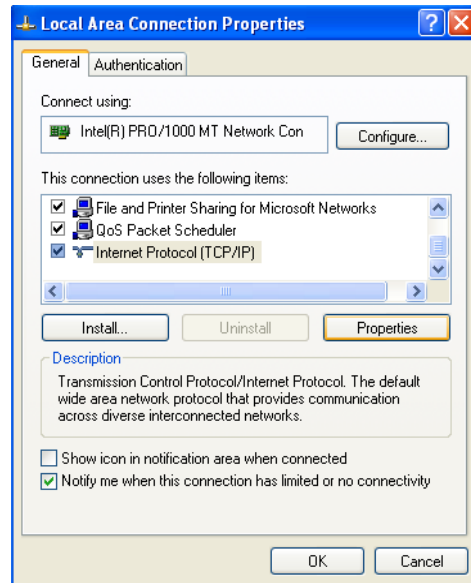 Local Area Connection Properties
General
Authentication
Connect using:
Intel(R) PRO/1000 MT Network Con
Configure...
This connection uses the following items:
File and Printer Sharing for Microsoft Networks
QoS Packet Scheduler
Internet Protocol (TCP/IP)
Install...
Uninstall
Properties
Description
Transmission Control Protocol/Internet Protocol. The default
wide area network protocol that provides communication
across diverse interconnected networks.
Show icon in notification area when connected
Notify me when this connection has limited or no connectivity
OK
Cancel